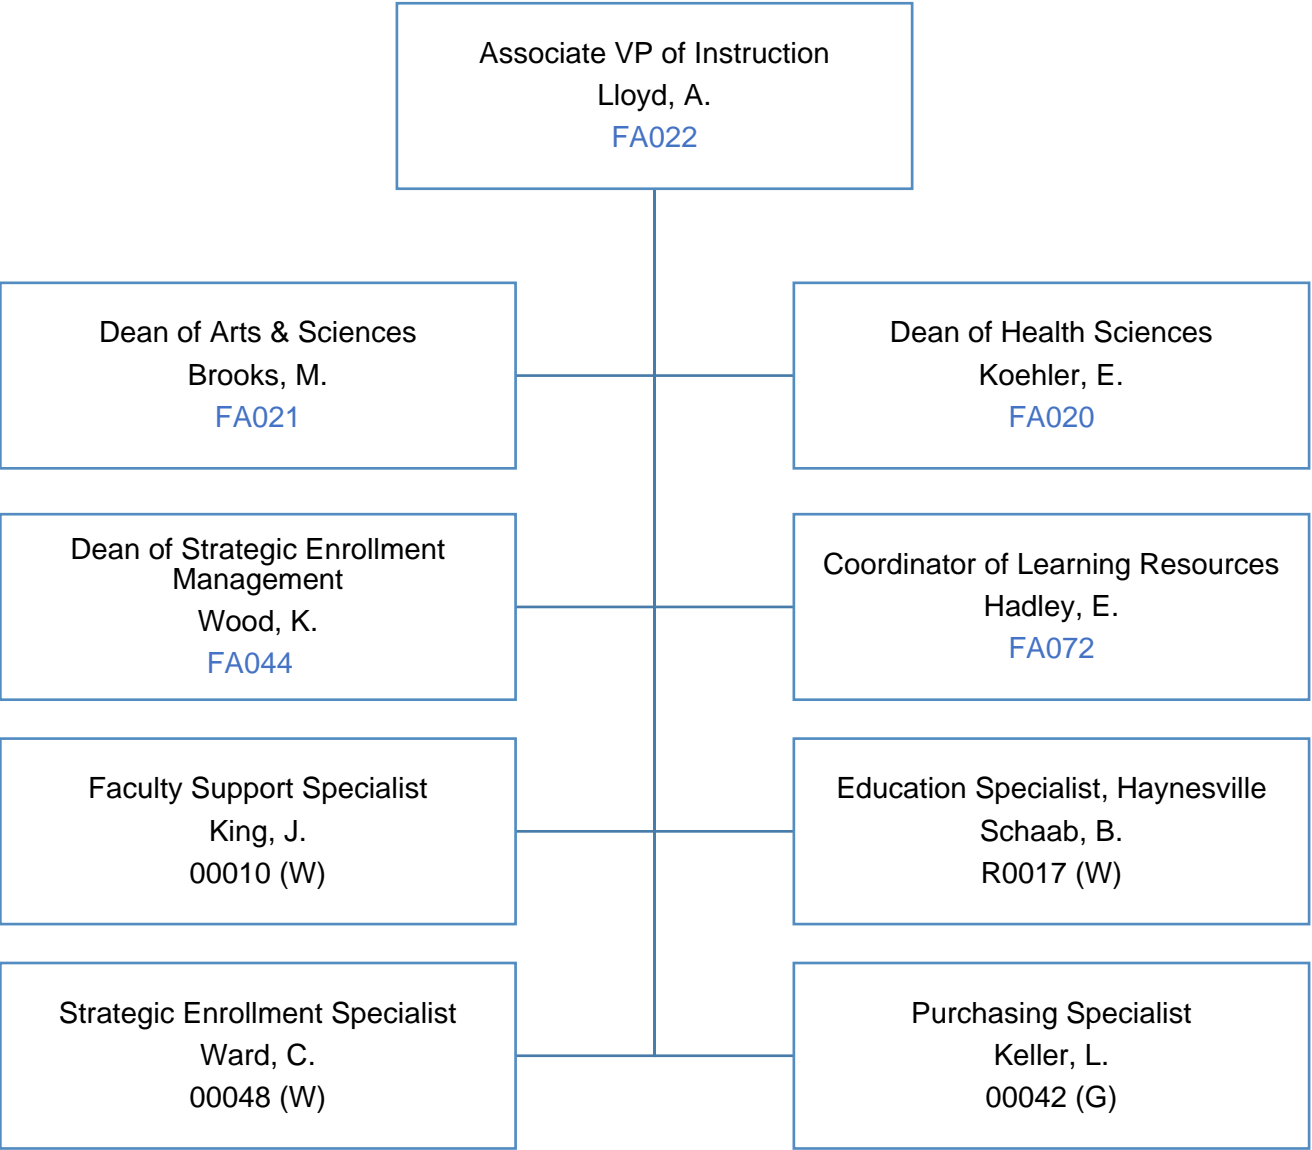 Associate VP of Instruction
Lloyd, A.
FA022
Dean of Arts & Sciences
Brooks, M.
FA021
Dean of Health Sciences
Koehler, E.
FA020
Dean of Strategic Enrollment
Management
Wood, K.
FA044
Coordinator of Learning Resources
Hadley, E.
FA072
Faculty Support Specialist
King, J.
00010 (W)
Education Specialist, Haynesville
Schaab, B.
R0017 (W)
Strategic Enrollment Specialist
Ward, C.
00048 (W)
Purchasing Specialist
Keller, L.
00042 (G)